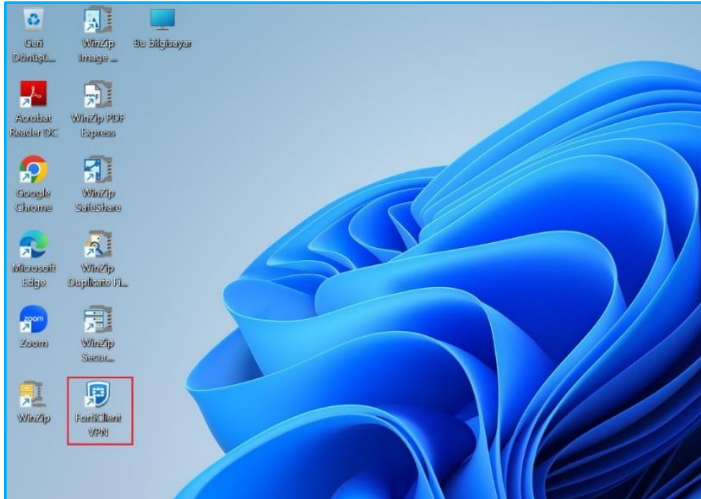 Geri
Dönüşü...
WinZip
Image ...
Bu bilgisayar
Acrobat
Reader DC
WinZip PDF
Express
Google
Chrome
WinZip
SafeShare
Microsoft
Edge
WinZip
Duplicate Fi...
zoom
Zoom
WinZip
Secur...
WinZip
FortiClient
VPN